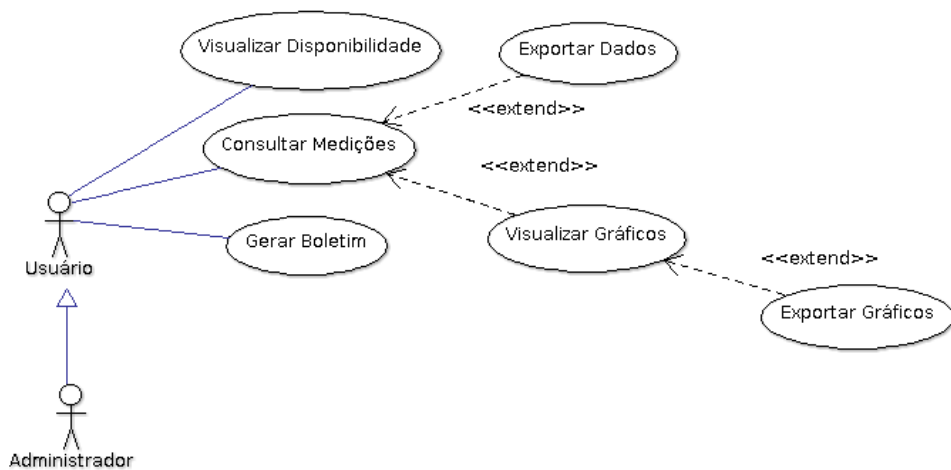 Visualizar Disponibilidade
Exportar Dados
<<extend>>
Consultar Medições
<<extend>>
Visualizar Gráficos
Gerar Boletim
<<extend>>
Usuário
Exportar Gráficos
Administrador